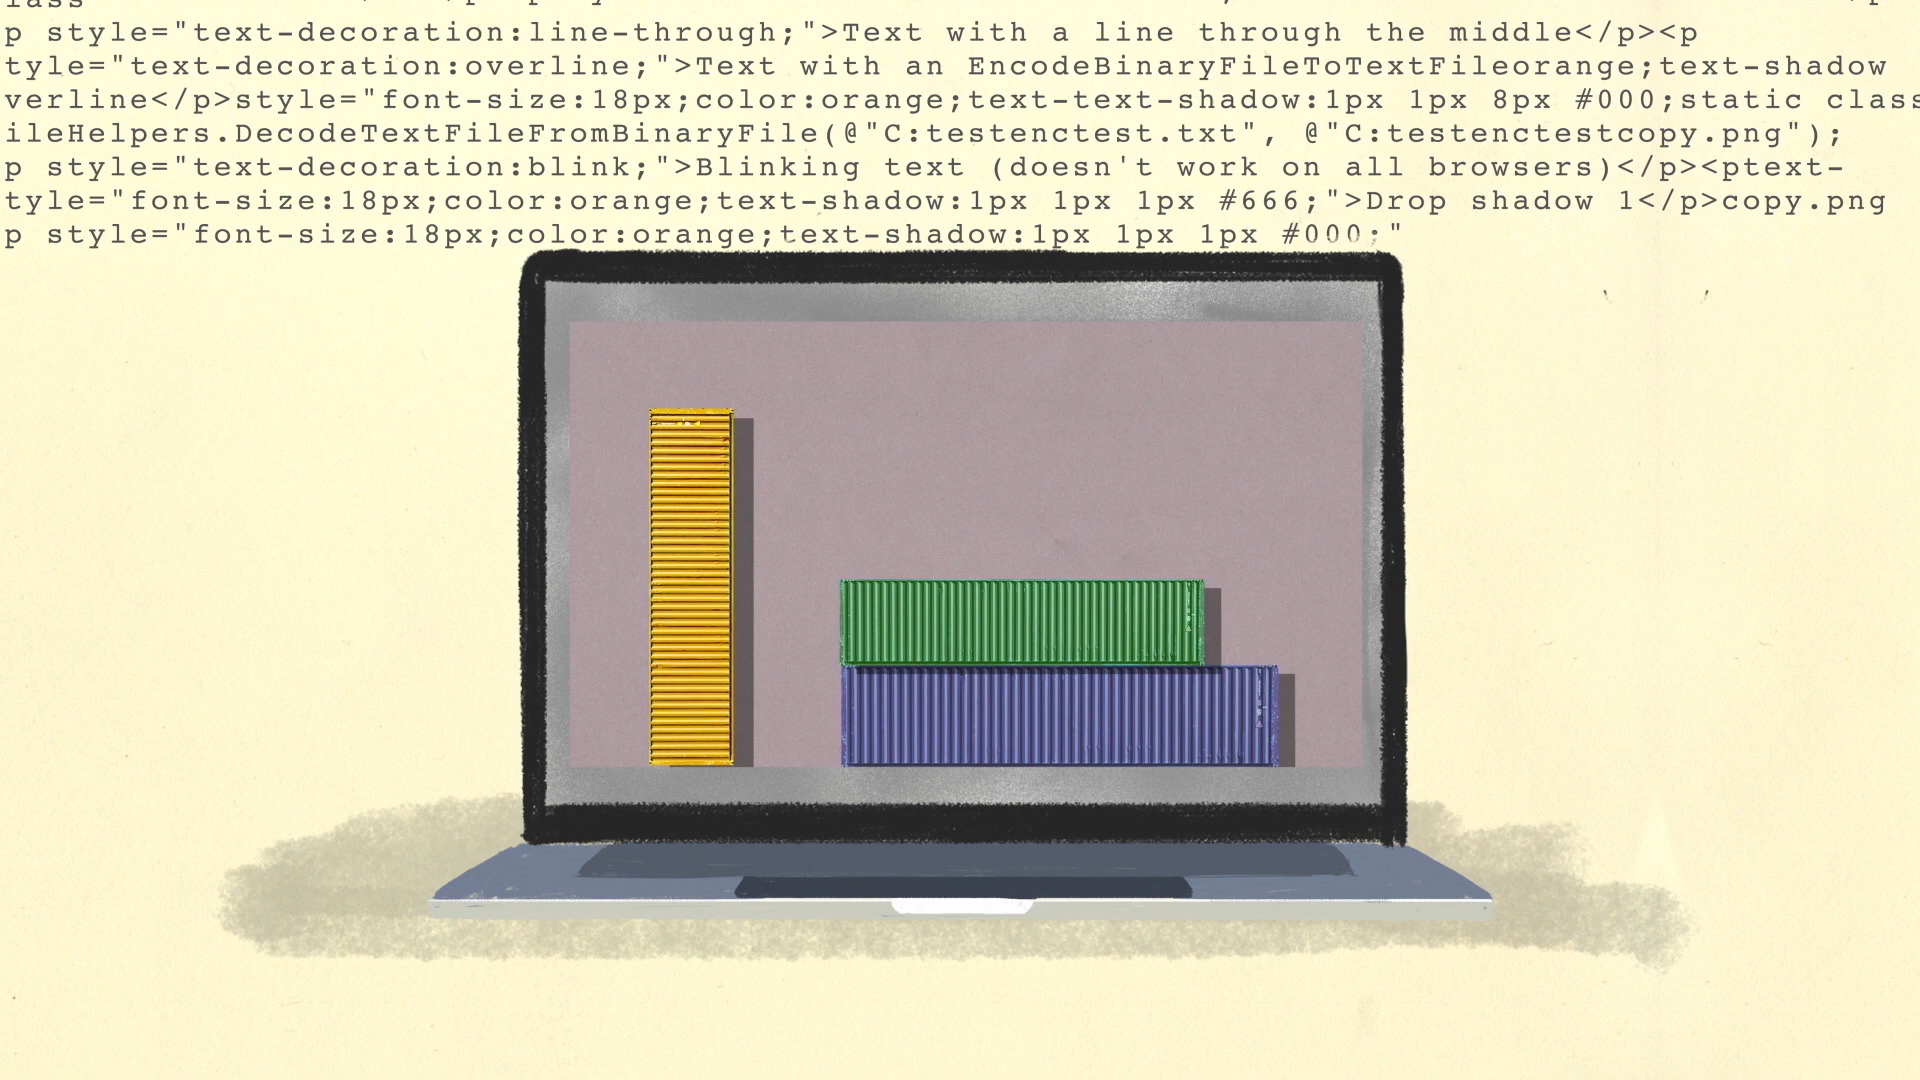 lass
p style="text-decoration:line-through;">Text with a line through the middle</p><p
tyle="text-decoration:overline;">Text with an EncodeBinaryFileToTextFileorange;text-shadow
verline</p>style="font-size:18px;color:orange;text-text-shadow:1px 1px 8px #000;static class
ileHelpers.DecodeTextFileFromBinaryFile(@"C:testenctest.txt", @"C:testenctestcopy.png");
p style="text-decoration:blink;">Blinking text (doesn't work on all browsers)</p><ptext-
tyle="font-size:18px;color:orange;text-shadow:1px 1px 1px #666;">Drop shadow 1</p>copy.png
p style="font-size:18px;color:orange;text-shadow:1px 1px 1px #000;"